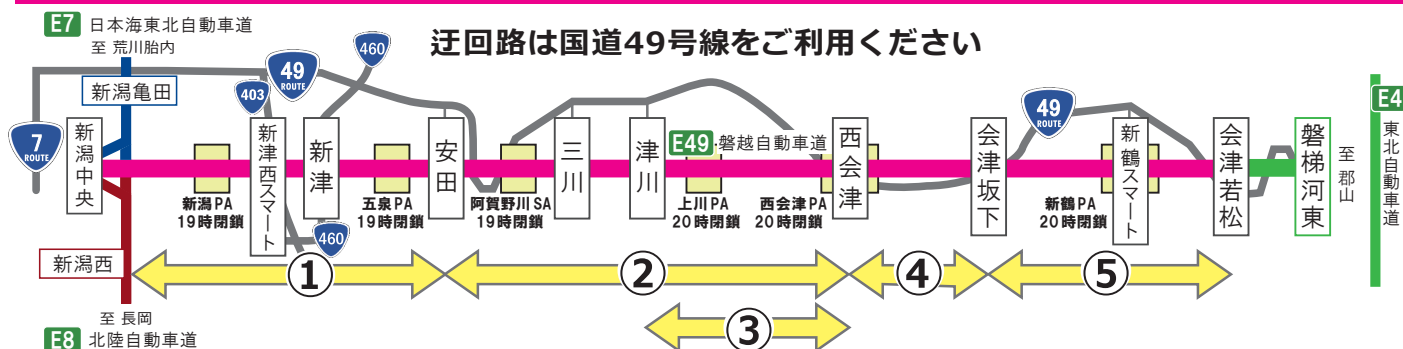 E7 日本海東北自動車道
至 荒川胎内
迂回路は国道49号線をご利用ください
460
49
ROUTE
403
新潟亀田
7
ROUTE
新潟中央
新津西スマート
新津
安田
三川
津川
E49 磐越自動車道
西会津
会津坂下
49
ROUTE
新鶴スマート
会津若松
磐梯河東
至 郡山
E4
東北自動車道
新潟PA
19時閉鎖
五泉PA
19時閉鎖
阿賀野川SA
19時閉鎖
上川PA
20時閉鎖
西会津PA
20時閉鎖
新鶴PA
20時閉鎖
460
新潟西
①
②
④
⑤
③
至 長岡
E8 北陸自動車道